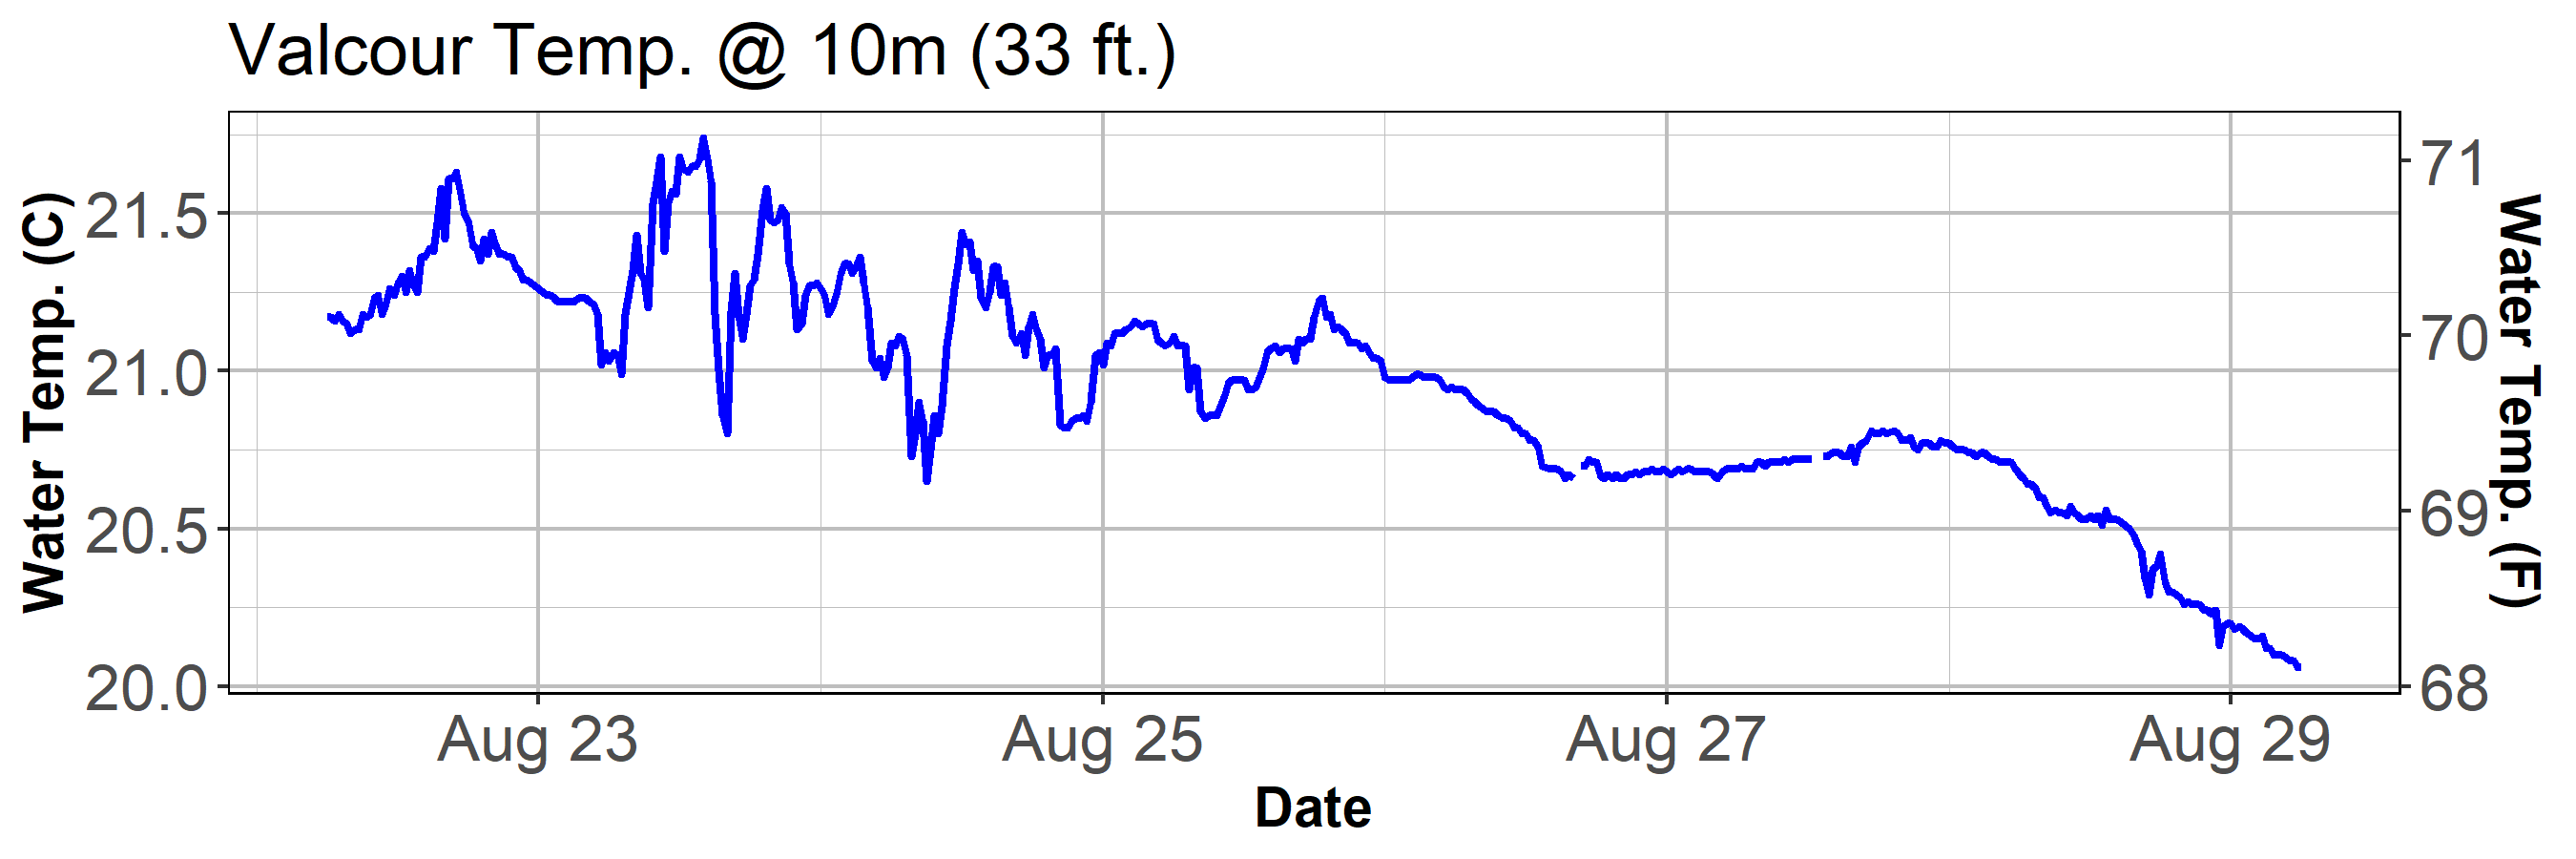 Valcour Temp. @ 10m (33 ft.)
Water Temp. (C)
21.5
21.0
20.5
20.0
71
70
69
68
Water Temp. (F)
Aug 23
Aug 25
Aug 27
Aug 29
Date